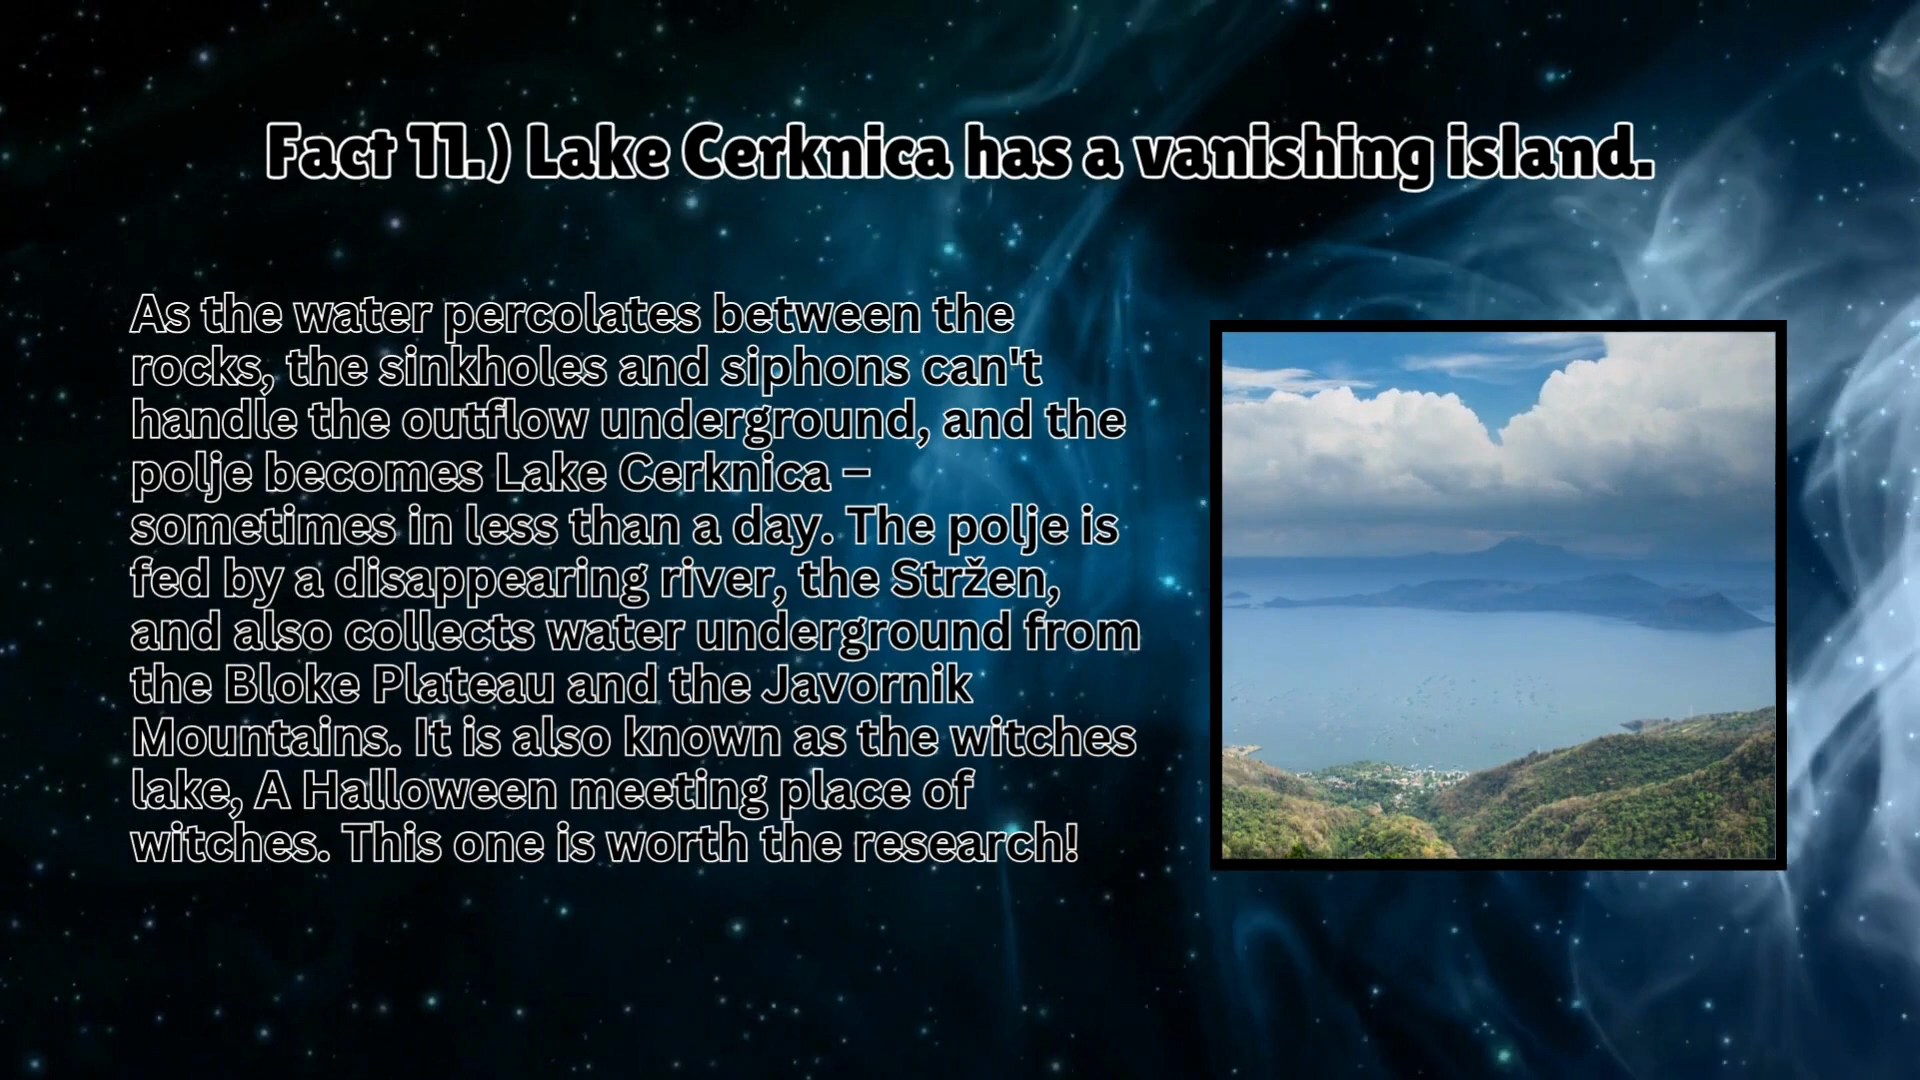 Fact 11.) Lake Cerknica has a vanishing island.
As the water percolates between the
rocks, the sinkholes and siphons can't
handle the outflow underground, and the
polje becomes Lake Cerknica –
sometimes in less than a day. The polje is
fed by a disappearing river, the Stržen,
and also collects water underground from
the Bloke Plateau and the Javornik
Mountains. It is also known as the witches
lake, A Halloween meeting place of
witches. This one is worth the research!